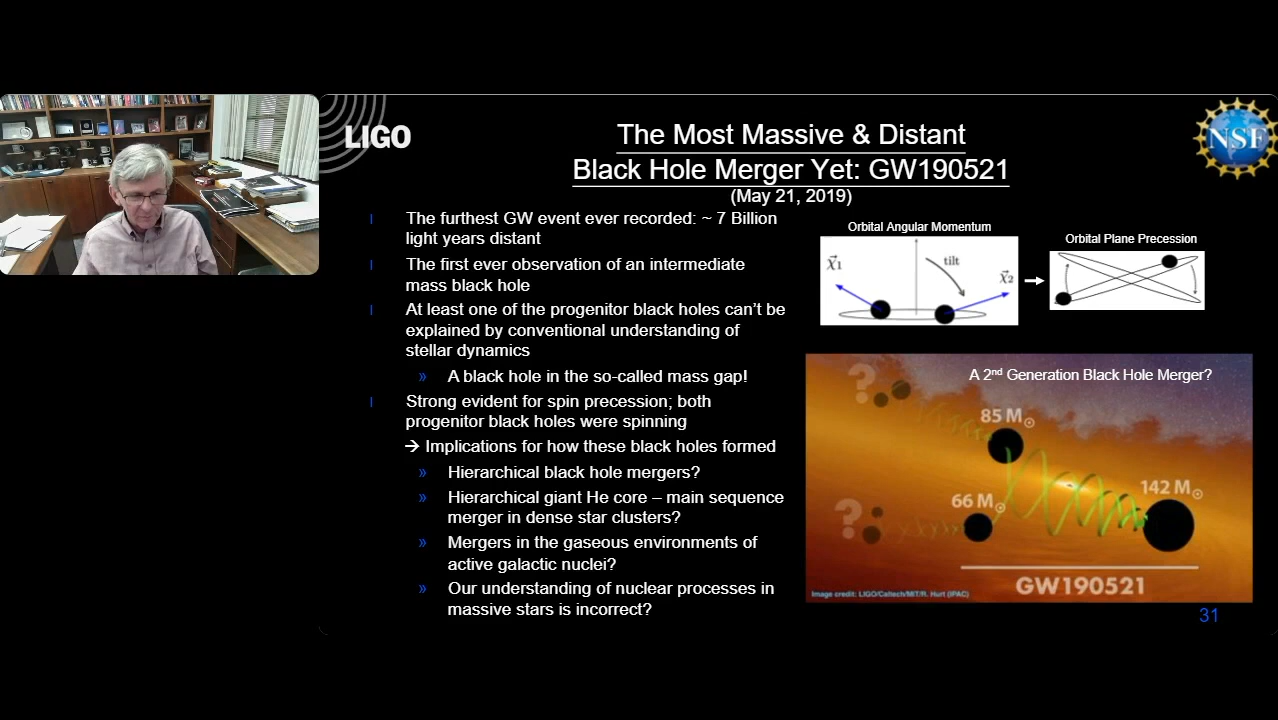 LIGO
The Most Massive & Distant
Black Hole Merger Yet: GW190521
(May 21, 2019)
NSF
The furthest GW event ever recorded: ~ 7 Billion
light years distant
The first ever observation of an intermediate
mass black hole
At least one of the progenitor black holes can’t be
explained by conventional understanding of
stellar dynamics
» A black hole in the so-called mass gap!
Strong evident for spin precession; both
progenitor black holes were spinning
→ Implications for how these black holes formed
» Hierarchical black hole mergers?
» Hierarchical giant He core – main sequence
merger in dense star clusters?
» Mergers in the gaseous environments of
active galactic nuclei?
» Our understanding of nuclear processes in
massive stars is incorrect?
Orbital Angular Momentum
χ⃗1
tilt
χ⃗2
Orbital Plane Precession
A 2nd Generation Black Hole Merger?
?
85 M☉
?
66 M☉
142 M☉
GW190521
Image credit: LIGO/Caltech/MIT/R. Hurt (IPAC)
31